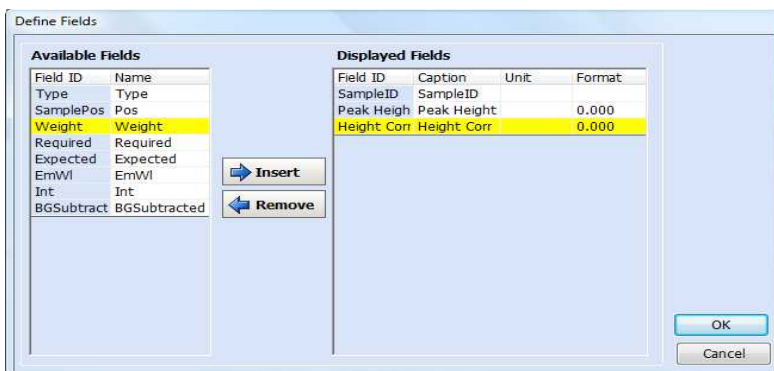 Define Fields
Available Fields
Field ID Name
Type Type
SamplePos Pos
Weight Weight
Required Required
Expected Expected
EmWl EmWl
Int Int
BGSubtract BGSubtracted
Insert
Remove
Displayed Fields
Field ID Caption Unit Format
SampleID SampleID
Peak Heigh Peak Height 0.000
Height Corr Height Corr 0.000
OK
Cancel